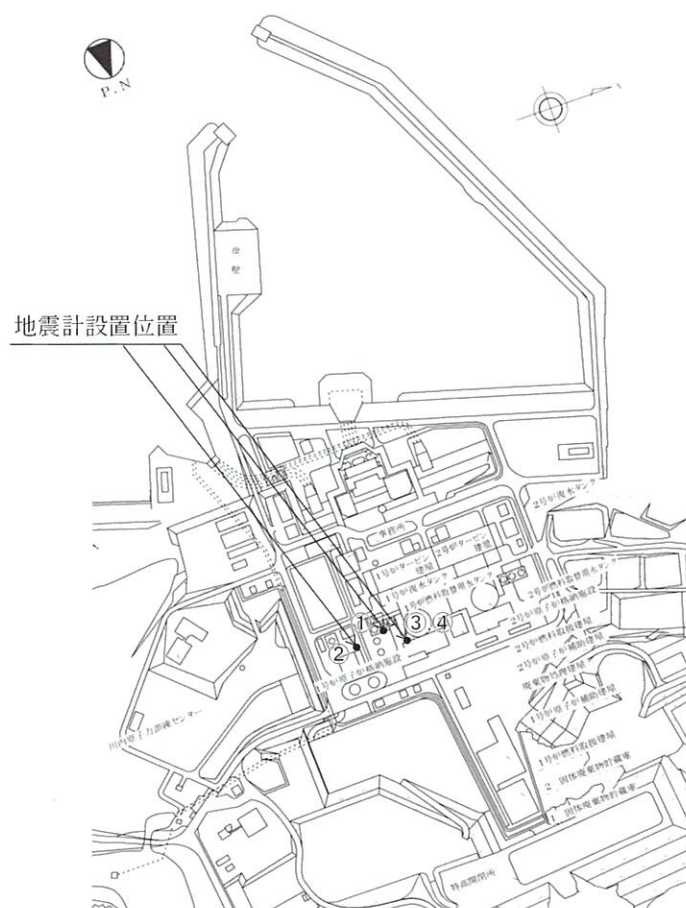 P.N
岸壁
地震計設置位置
2号炉復水タンク
事務所
1号炉タービン建屋
2号炉タービン建屋
1号炉復水タンク
1号炉燃料取替用水タンク
2号炉燃料取替用水タンク
①
②
③,④
2号炉原子炉格納施設
1号炉原子炉格納施設
2号炉燃料取扱建屋
2号炉原子炉補助建屋
廃棄物処理建屋
1号炉原子炉補助建屋
川内原子力訓練センター
1号炉燃料取扱建屋
2 固体廃棄物貯蔵庫
1 固体廃棄物貯蔵庫
特高開閉所